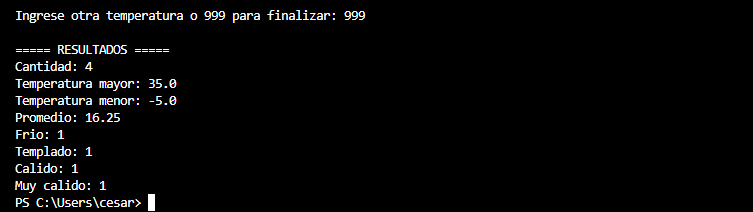 Ingrese otra temperatura o 999 para finalizar: 999
===== RESULTADOS =====
Cantidad: 4
Temperatura mayor: 35.0
Temperatura menor: -5.0
Promedio: 16.25
Frio: 1
Templado: 1
Calido: 1
Muy calido: 1
PS C:\Users\cesar>